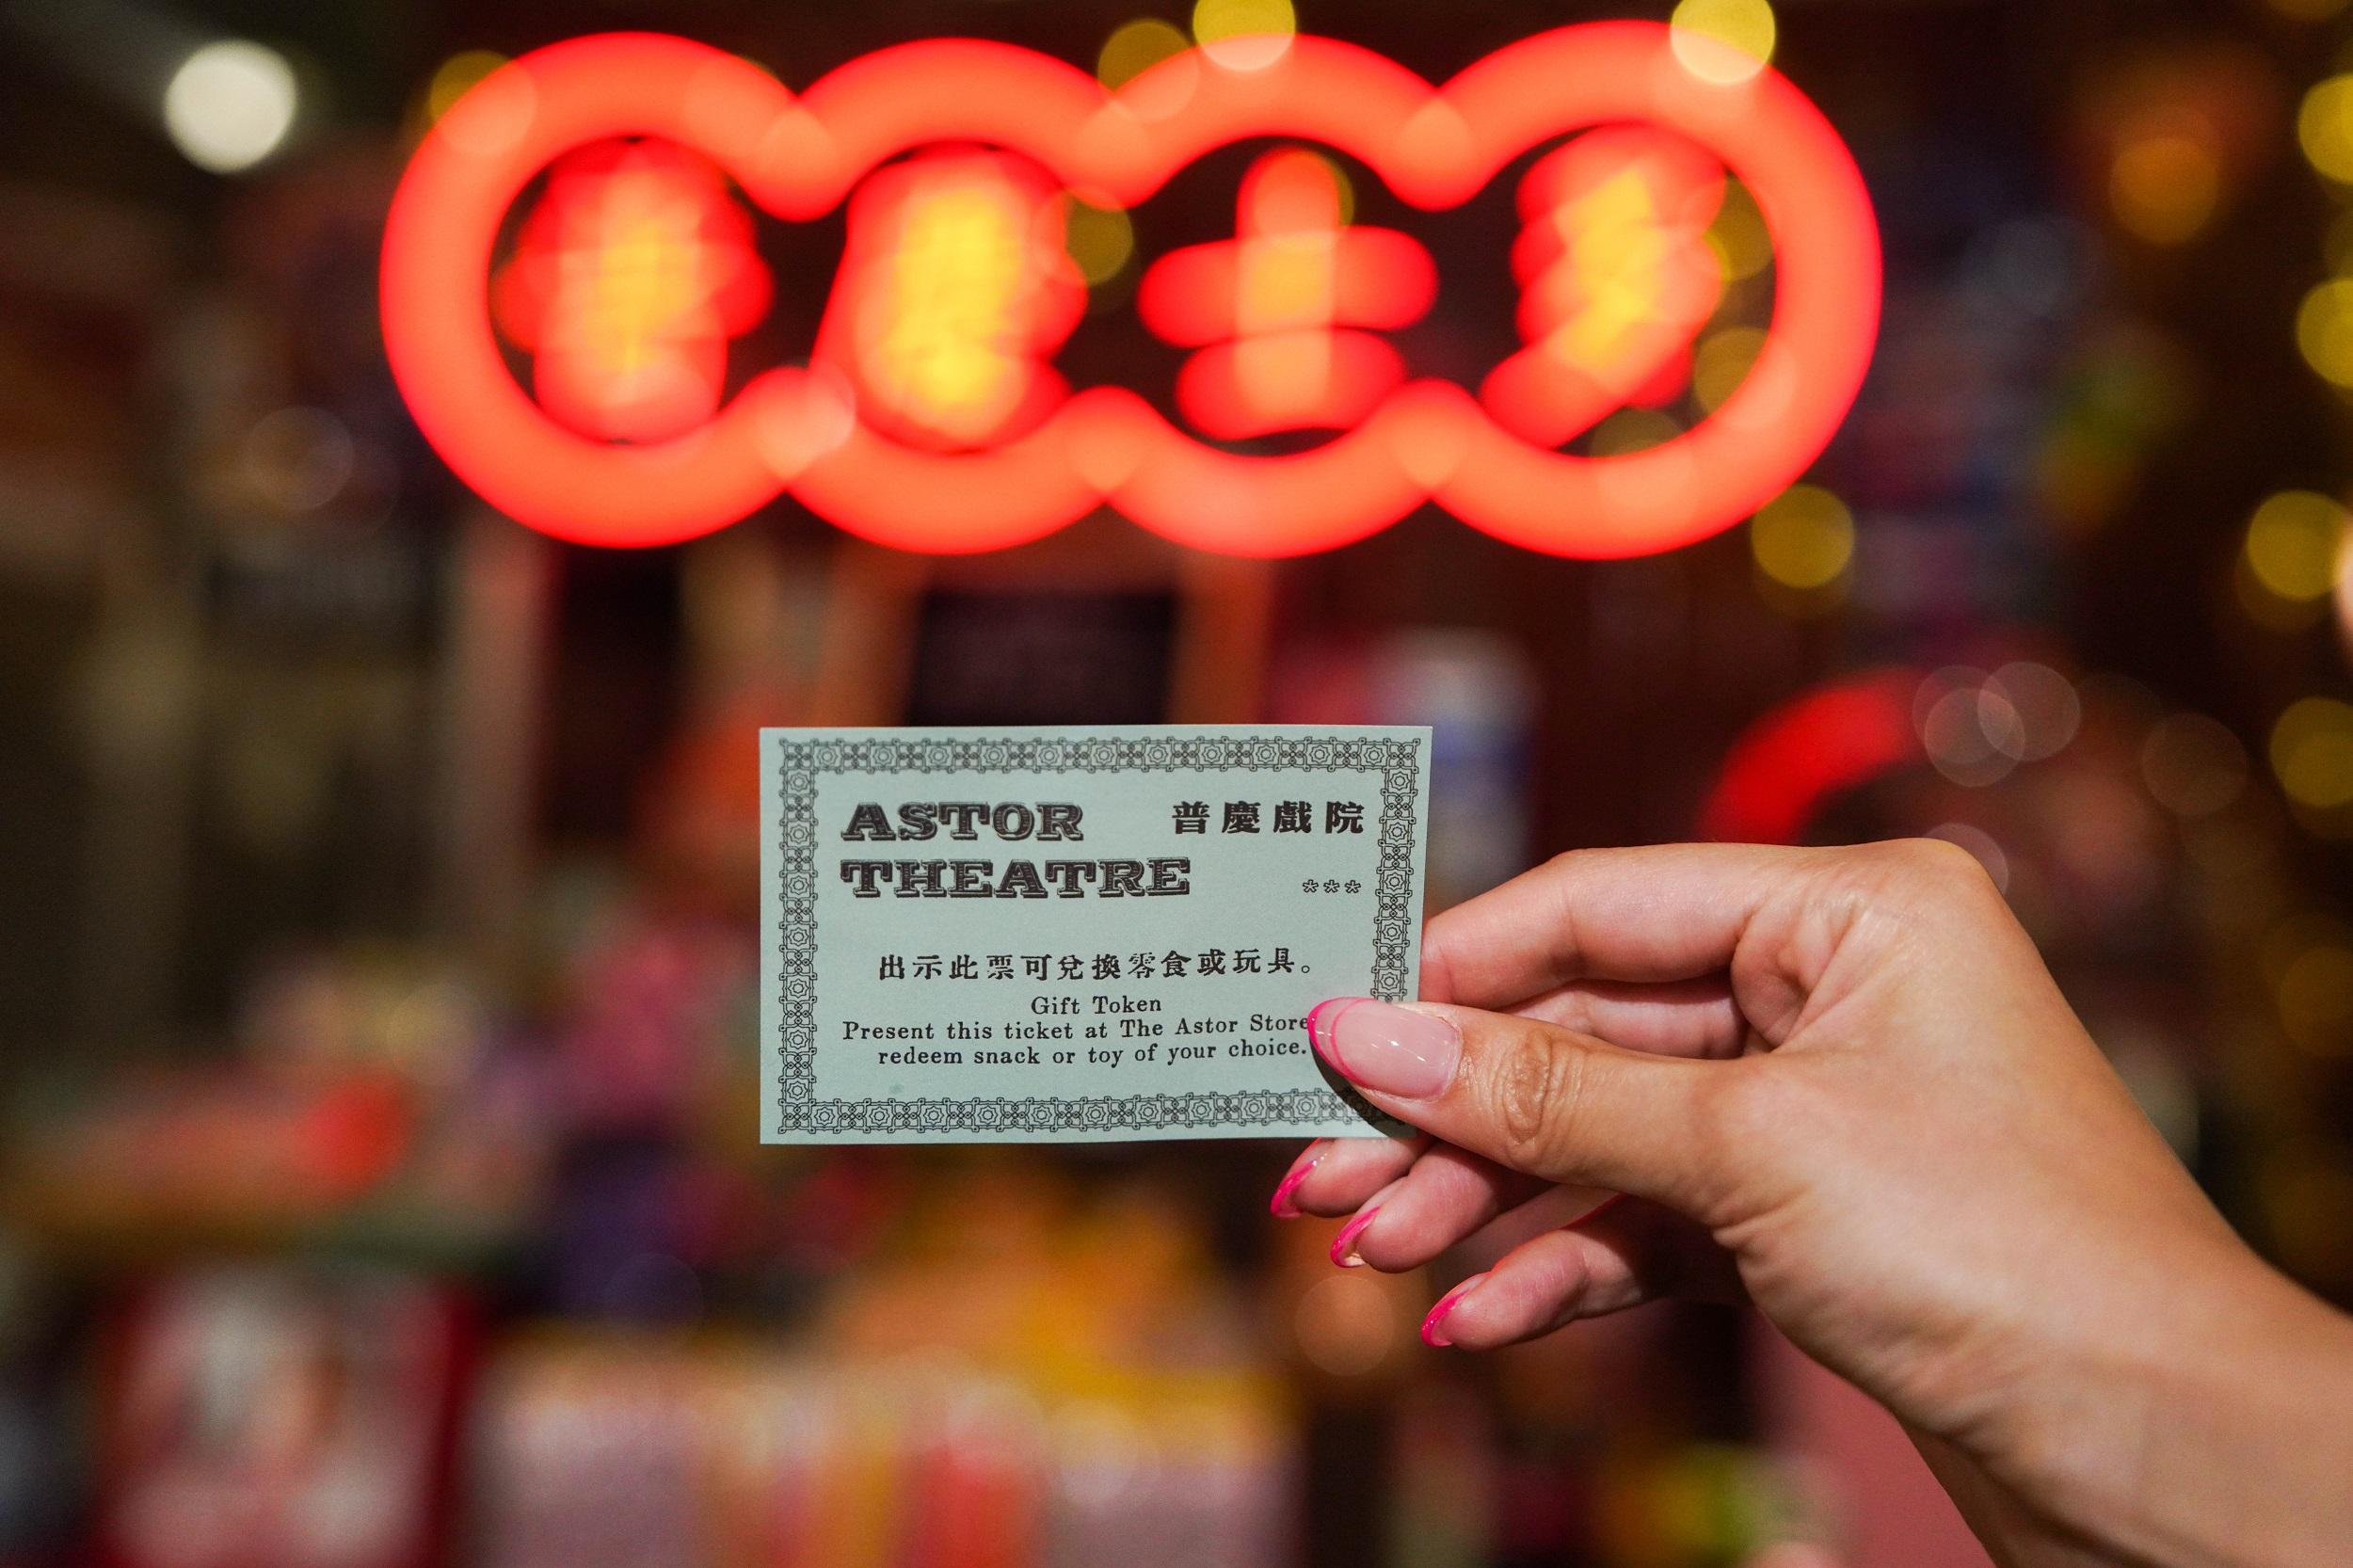 士
ASTOR
THEATRE
普慶戲院
***
出示此票可兌換零食或玩具。
Gift Token
Present this ticket at The Astor Store
redeem snack or toy of your choice.